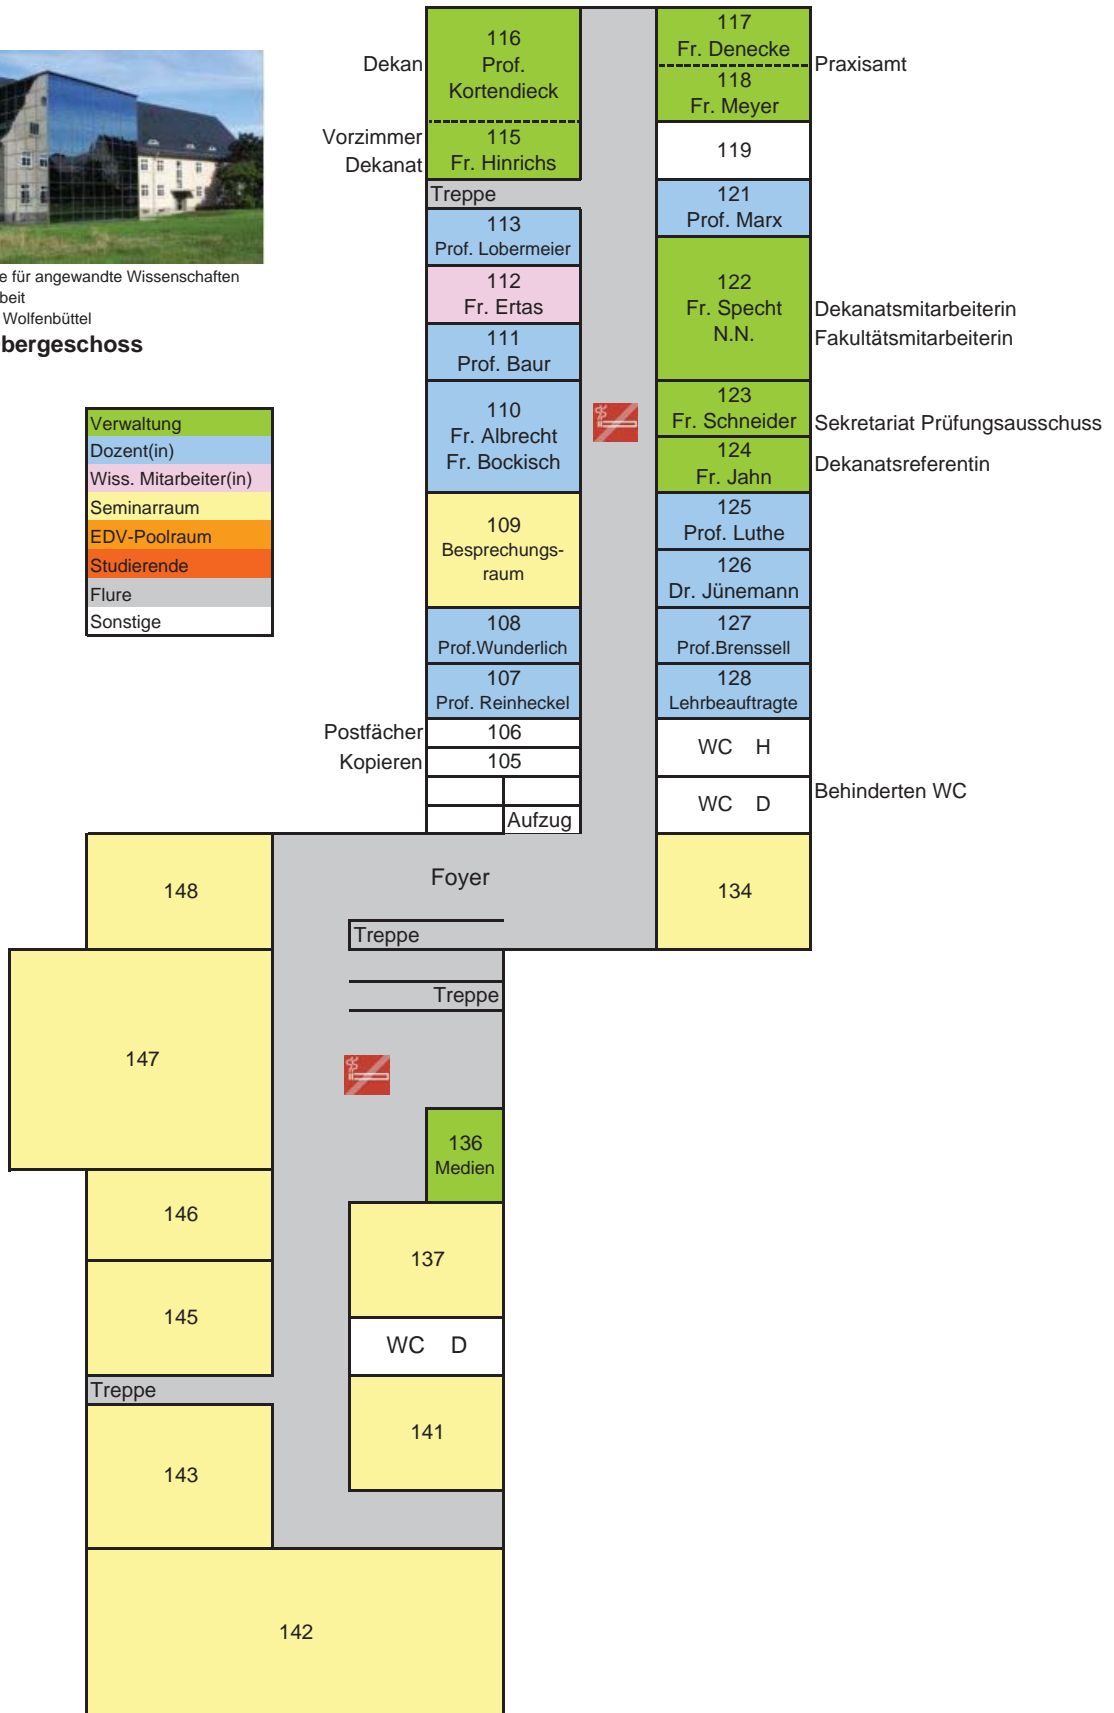 116
Prof.
Kortendieck
Dekan
115
Fr. Hinrichs
Vorzimmer
Dekanat
Treppe
113
Prof. Lobermeier
112
Fr. Ertas
111
Prof. Baur
110
Fr. Albrecht
Fr. Bockisch
109
Besprechungs-
raum
108
Prof.Wunderlich
107
Prof. Reinheckel
Postfächer
106
Kopieren
105
Aufzug
117
Fr. Denecke
Praxisamt
118
Fr. Meyer
119
121
Prof. Marx
122
Fr. Specht
N.N.
Dekanatsmitarbeiterin
Fakultätsmitarbeiterin
123
Fr. Schneider
Sekretariat Prüfungsausschuss
124
Fr. Jahn
Dekanatsreferentin
125
Prof. Luthe
126
Dr. Jünemann
127
Prof.Brenssell
128
Lehrbeauftragte
WC H
WC D
Behinderten WC
134
e für angewandte Wissenschaften
beit
Wolfenbüttel
bergeschoss
Verwaltung
Dozent(in)
Wiss. Mitarbeiter(in)
Seminarraum
EDV-Poolraum
Studierende
Flure
Sonstige
148
Foyer
Treppe
Treppe
147
136
Medien
146
137
145
WC D
Treppe
141
143
142